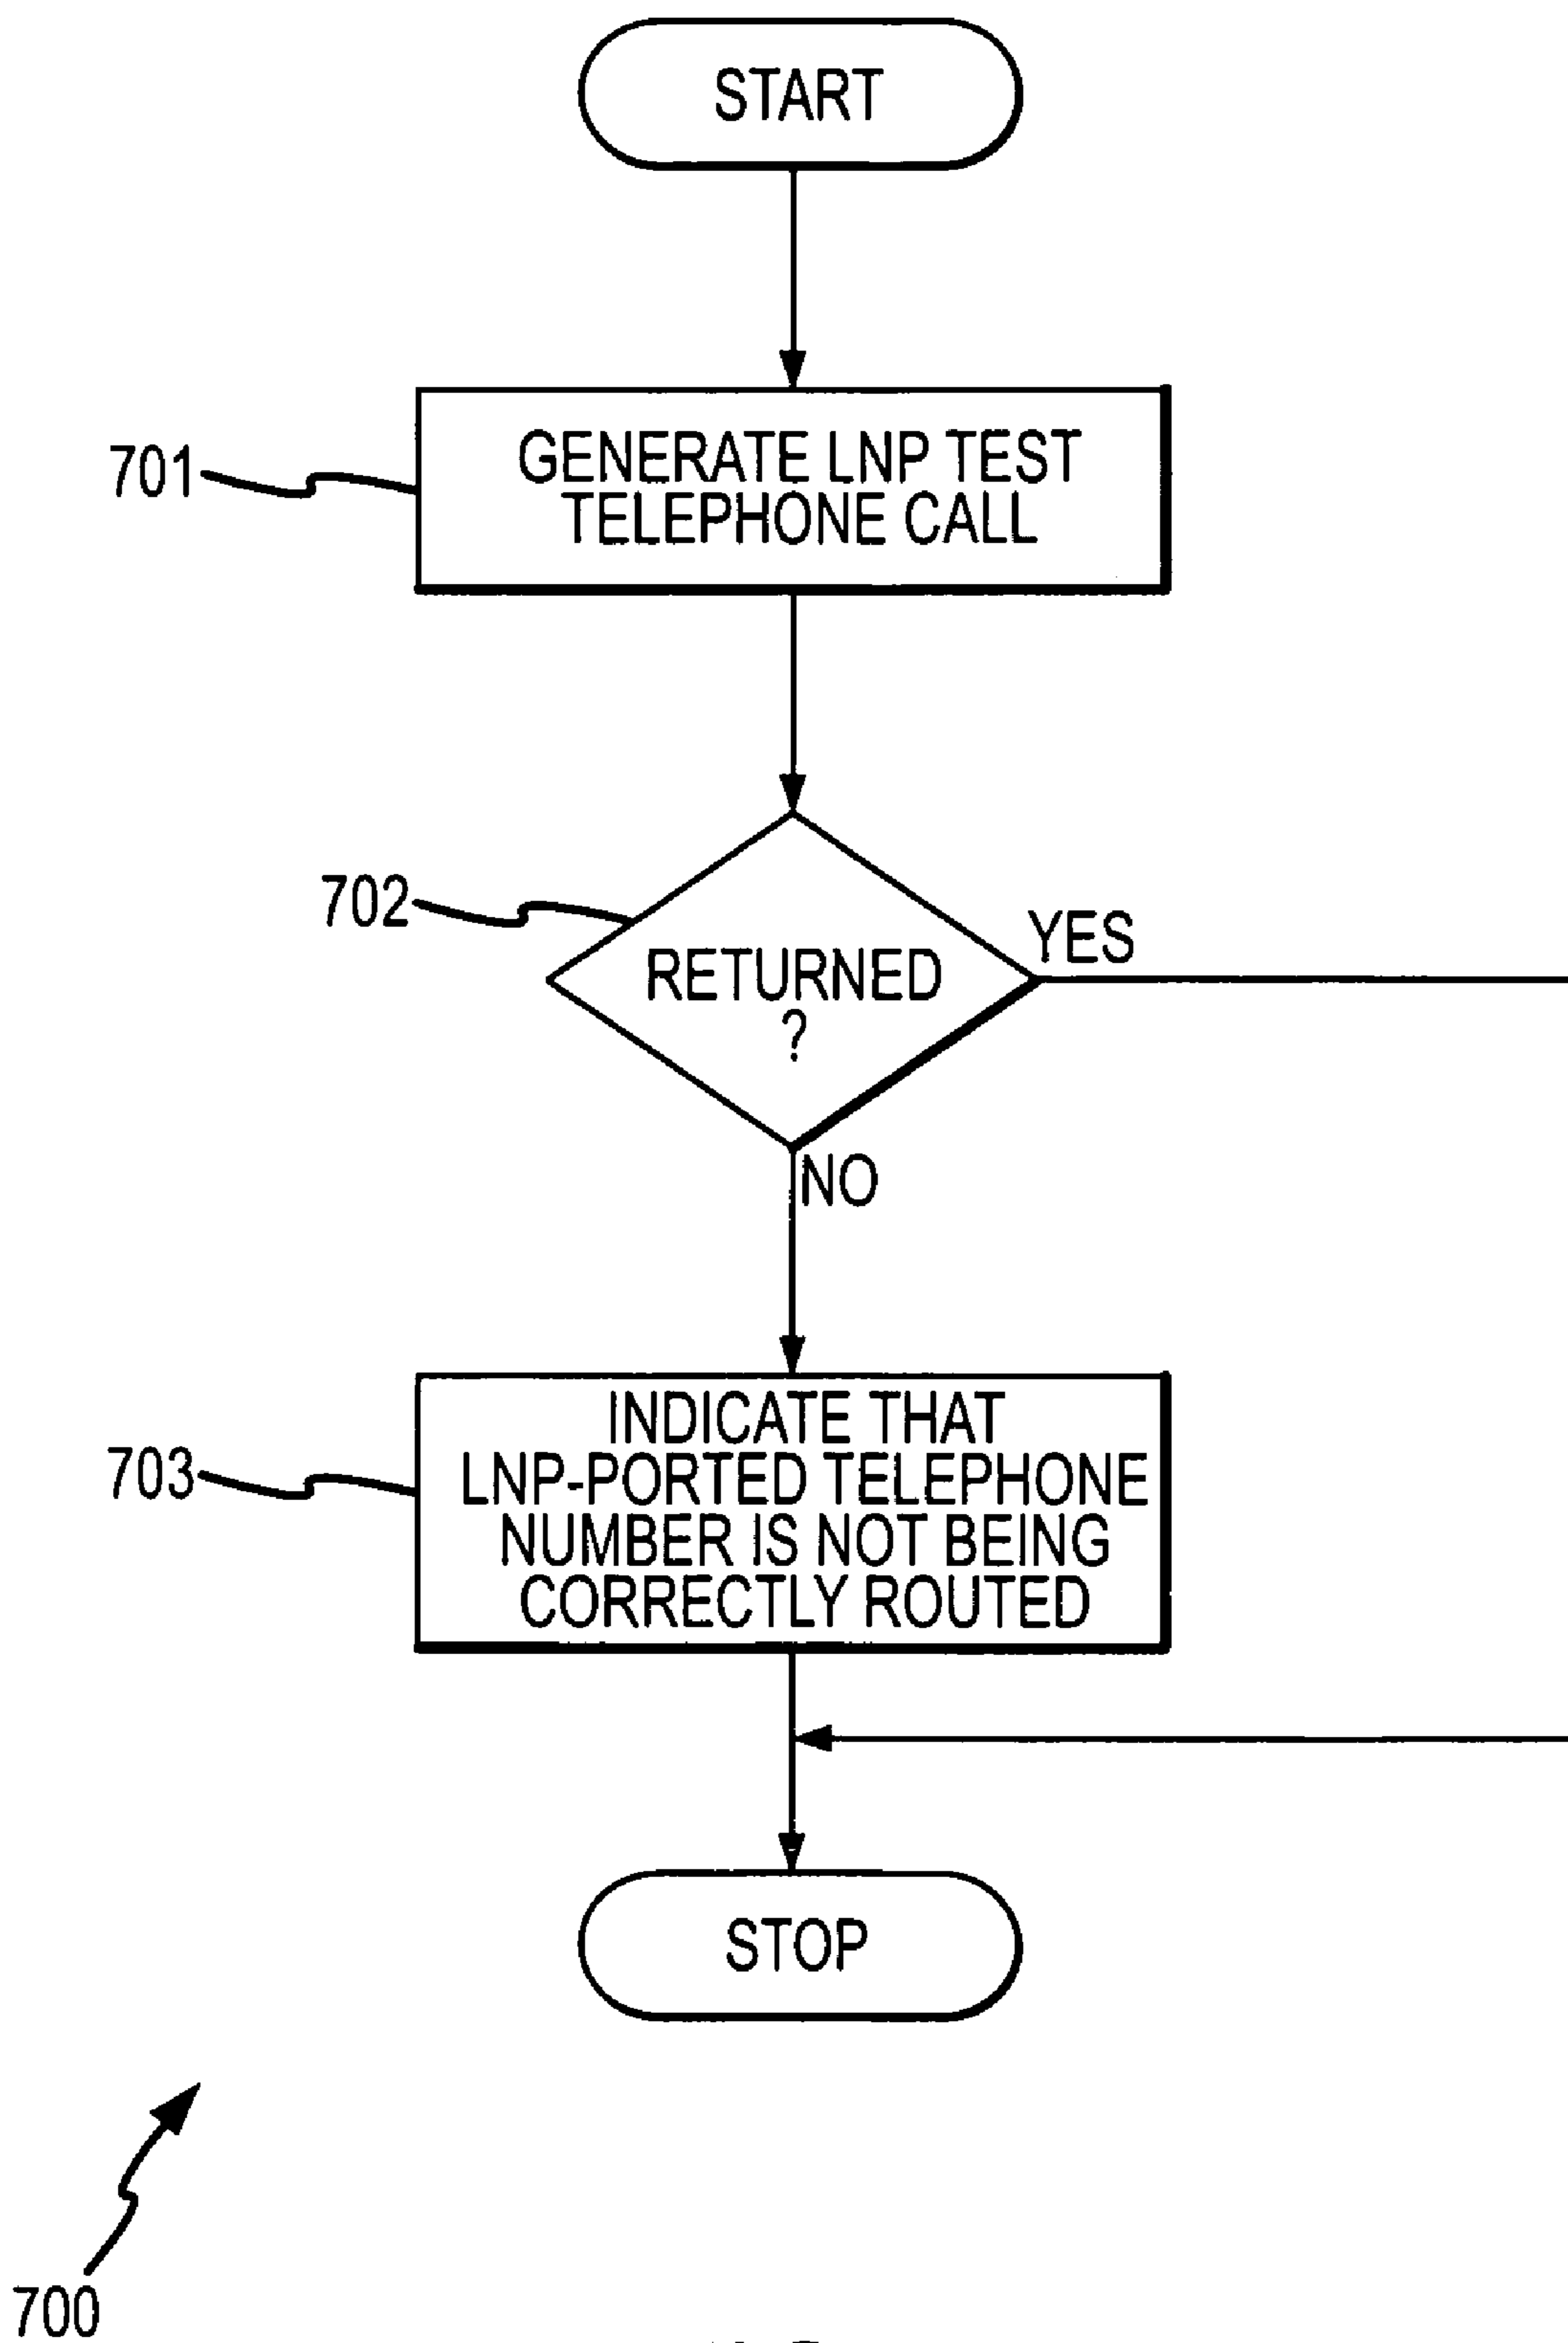 START
701
GENERATE LNP TEST
TELEPHONE CALL
702
YES
RETURNED
?
NO
703
INDICATE THAT
LNP-PORTED TELEPHONE
NUMBER IS NOT BEING
CORRECTLY ROUTED
STOP
700